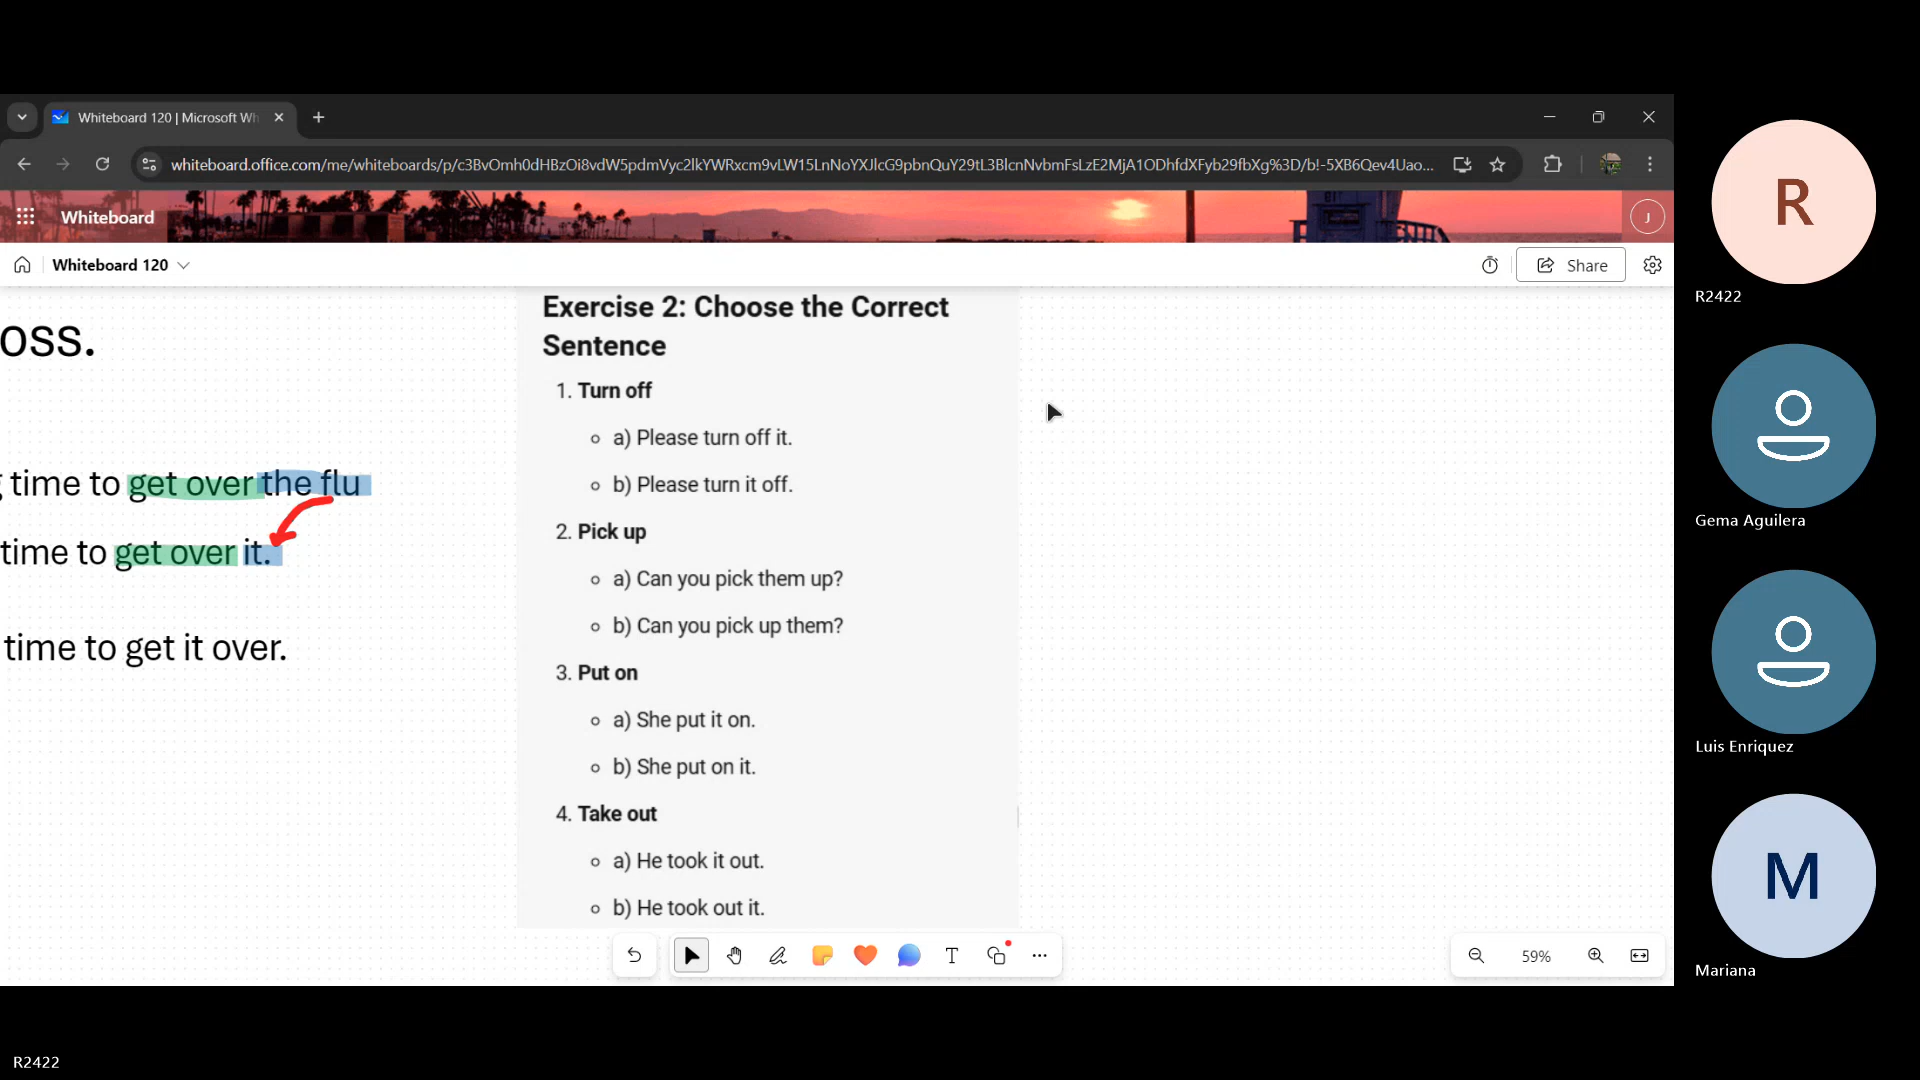 Whiteboard 120 | Microsoft Wh
whiteboard.office.com/me/whiteboards/p/c3BvOmh0dHBzOi8vdW5pdmVyc2lkYWRxcm9vLW15LnNoYXJlcG9pbnQuY29tL3BlcnNvbmFsLzE2MjA1ODhfdXFyb29fbXg%3D/b!-5XB6Qev4Uao...
Whiteboard
J
Whiteboard 120
Share
oss.
time to get over the flu
time to get over it.
time to get it over.
Exercise 2: Choose the Correct
Sentence
1. Turn off
a) Please turn off it.
b) Please turn it off.
2. Pick up
a) Can you pick them up?
b) Can you pick up them?
3. Put on
a) She put it on.
b) She put on it.
4. Take out
a) He took it out.
b) He took out it.
59%
R
R2422
Gema Aguilera
Luis Enriquez
M
Mariana
R2422